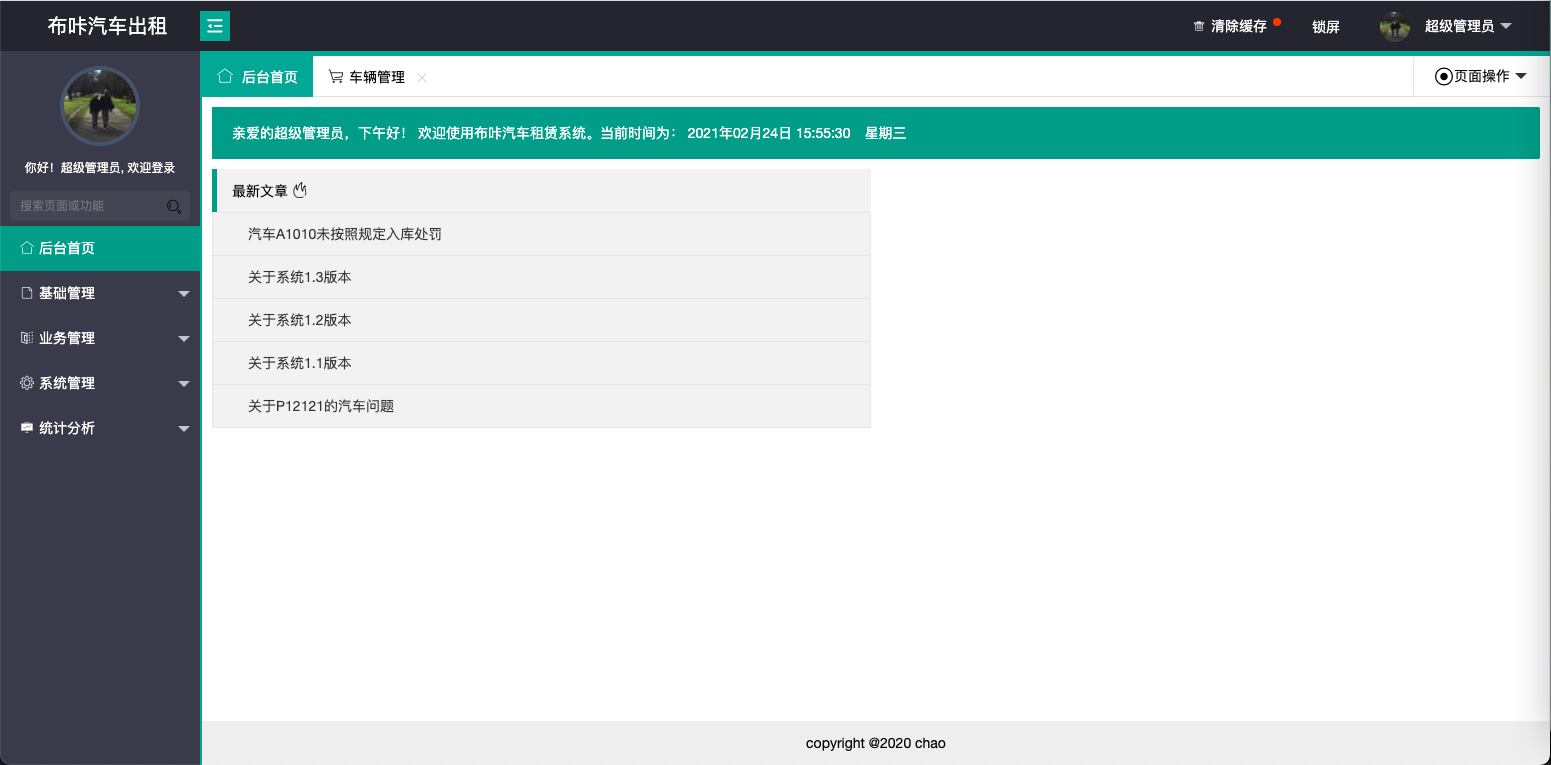 布咔汽车出租
清除缓存
锁屏
超级管理员
后台首页
车辆管理
页面操作
你好！超级管理员, 欢迎登录
搜索页面或功能
后台首页
基础管理
业务管理
系统管理
统计分析
亲爱的超级管理员，下午好！ 欢迎使用布咔汽车租赁系统。当前时间为： 2021年02月24日 15:55:30 星期三
最新文章
汽车A1010未按照规定入库处罚
关于系统1.3版本
关于系统1.2版本
关于系统1.1版本
关于P12121的汽车问题
copyright @2020 chao